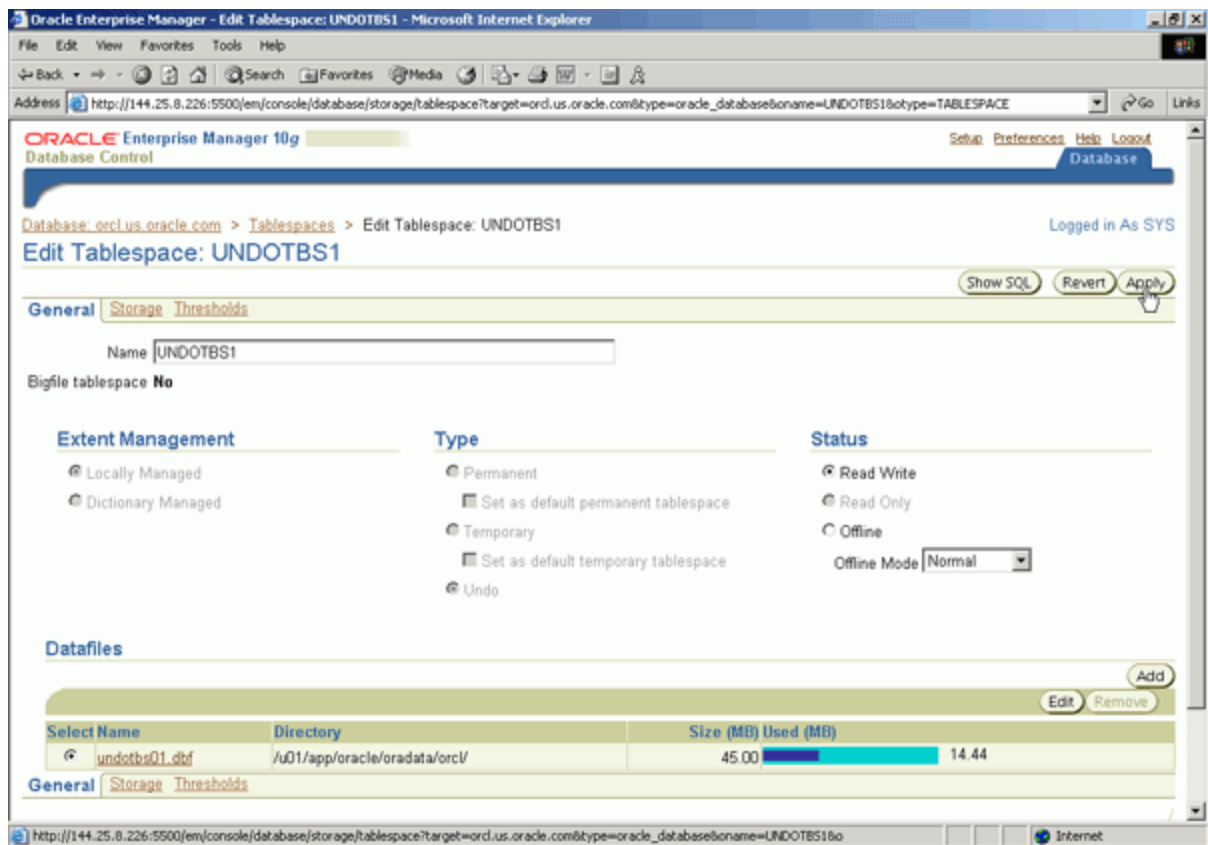 Oracle Enterprise Manager - Edit Tablespace: UNDOTBS1 - Microsoft Internet Explorer
File Edit View Favorites Tools Help
Back Search Favorites Media
Address http://144.25.8.226:5500/em/console/database/storage/tablespace?target=orcl.us.oracle.com&type=oracle_database&oname=UNDOTBS1&otype=TABLESPACE Go Links
ORACLE Enterprise Manager 10g
Setup Preferences Help Logout
Database Control
Database
Database: orcl.us.oracle.com > Tablespaces > Edit Tablespace: UNDOTBS1
Logged in As SYS
Edit Tablespace: UNDOTBS1
Show SQL Revert Apply
General Storage Thresholds
Name UNDOTBS1
Bigfile tablespace No
Extent Management
Locally Managed
Dictionary Managed
Type
Permanent
Set as default permanent tablespace
Temporary
Set as default temporary tablespace
Undo
Status
Read Write
Read Only
Offline
Offline Mode Normal
Datafiles
Add
Edit Remove
Select Name Directory Size (MB) Used (MB)
undotbs01.dbf /u01/app/oracle/oradata/orcl/ 45.00 14.44
General Storage Thresholds
http://144.25.8.226:5500/em/console/database/storage/tablespace?target=orcl.us.oracle.com&type=oracle_database&oname=UNDOTBS1&o
Internet